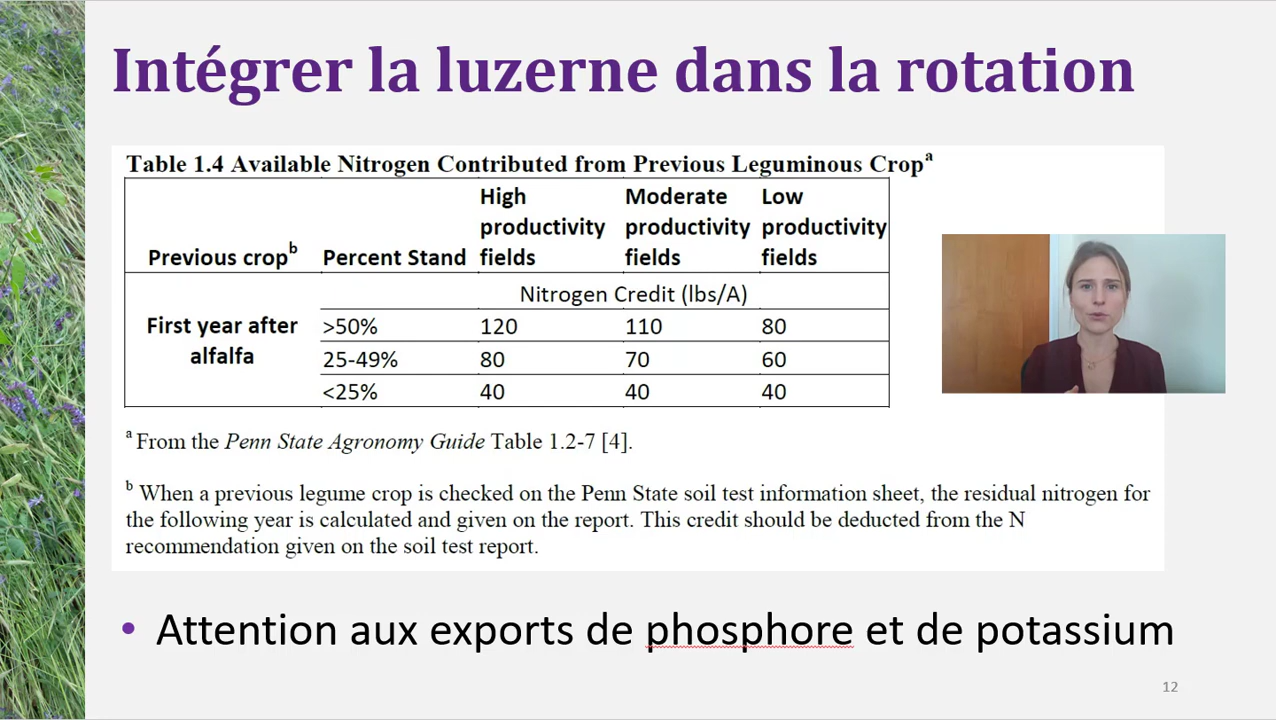 Intégrer la luzerne dans la rotation
Table 1.4 Available Nitrogen Contributed from Previous Leguminous Crop^a
Previous crop^b Percent Stand High productivity fields Moderate productivity fields Low productivity fields
Nitrogen Credit (lbs/A)
First year after alfalfa >50% 120 110 80
25-49% 80 70 60
<25% 40 40 40
^a From the Penn State Agronomy Guide Table 1.2-7 [4].
^b When a previous legume crop is checked on the Penn State soil test information sheet, the residual nitrogen for
the following year is calculated and given on the report. This credit should be deducted from the N
recommendation given on the soil test report.
• Attention aux exports de phosphore et de potassium
12